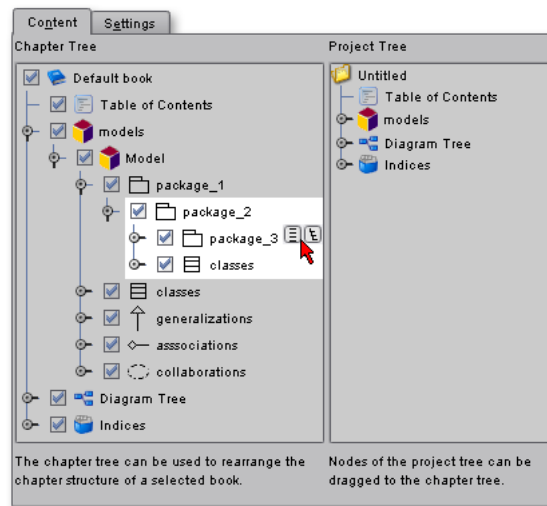 Content
Settings
Chapter Tree
Project Tree
Default book
Table of Contents
models
Model
package_1
package_2
package_3
classes
classes
generalizations
asssociations
collaborations
Diagram Tree
Indices
Untitled
Table of Contents
models
Diagram Tree
Indices
The chapter tree can be used to rearrange the
chapter structure of a selected book.
Nodes of the project tree can be
dragged to the chapter tree.